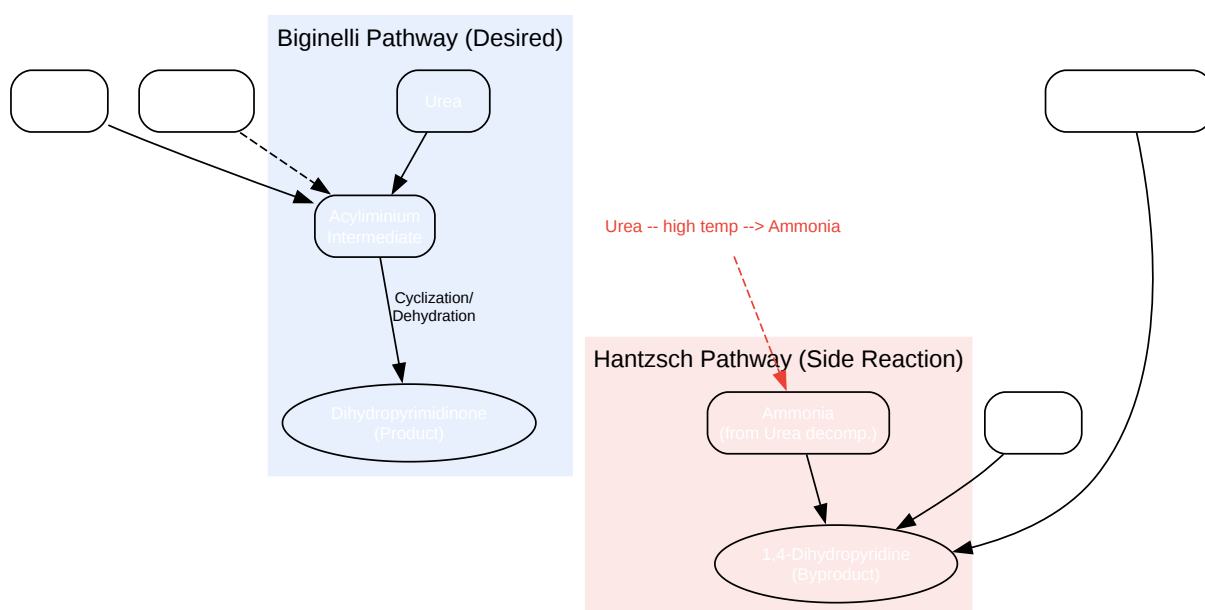 Biginelli Pathway (Desired)
Urea
Acyliminium
Intermediate
Urea -- high temp --> Ammonia
Cyclization/
Dehydration
Hantzsch Pathway (Side Reaction)
Dihydropyrimidinone
(Product)
Ammonia
(from Urea decomp.)
1,4-Dihydropyridine
(Byproduct)